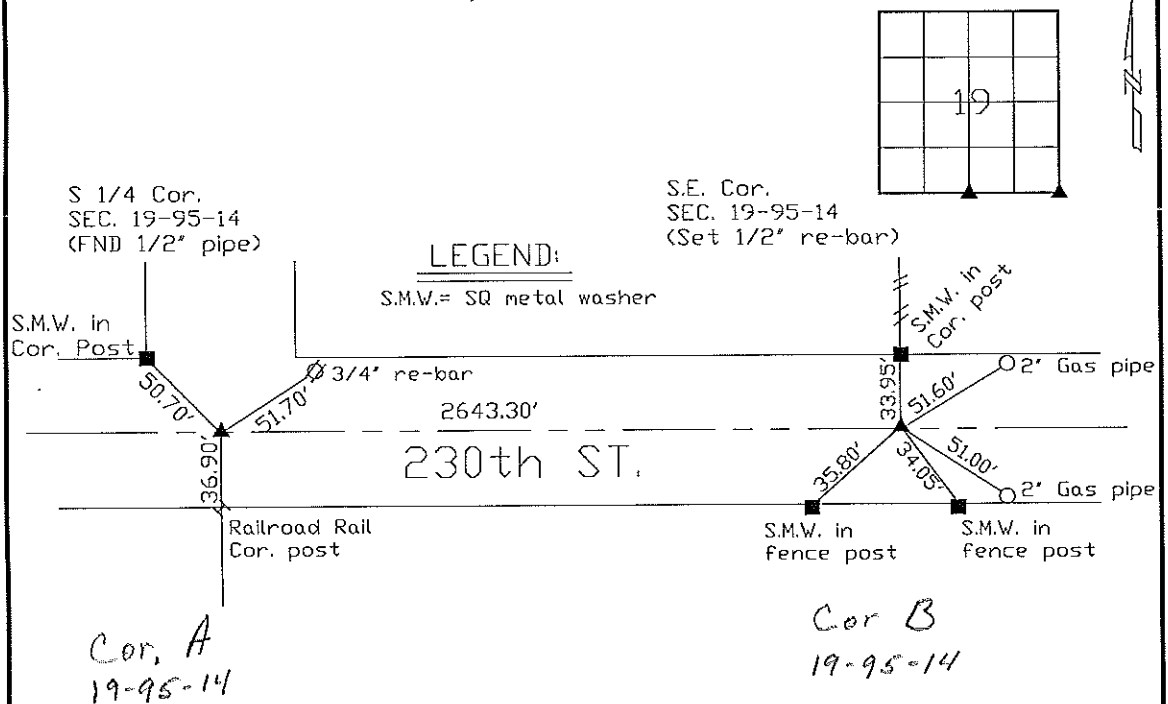 19
S 1/4 Cor.
SEC. 19-95-14
(FND 1/2" pipe)
S.E. Cor.
SEC. 19-95-14
(Set 1/2" re-bar)
LEGEND:
S.M.W.= SQ metal washer
S.M.W. in
Cor. Post
S.M.W. in
Cor. post
3/4" re-bar
2" Gas pipe
50.70'
51.70'
2643.30'
33.95'
51.60'
36.90'
230th ST.
35.80'
34.05'
51.00'
2" Gas pipe
Railroad Rail
Cor. post
S.M.W. in
fence post
S.M.W. in
fence post
Cor. A
19-95-14
Cor B
19-95-14
N